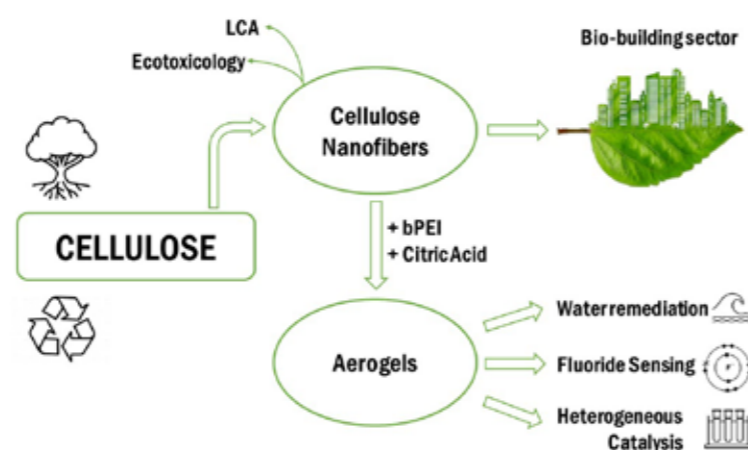 LCA
Ecotoxicology
Bio-building sector
Cellulose
Nanofibers
CELLULOSE
+ bPEI
+ Citric Acid
Aerogels
Water remediation
Fluoride Sensing
Heterogeneous
Catalysis